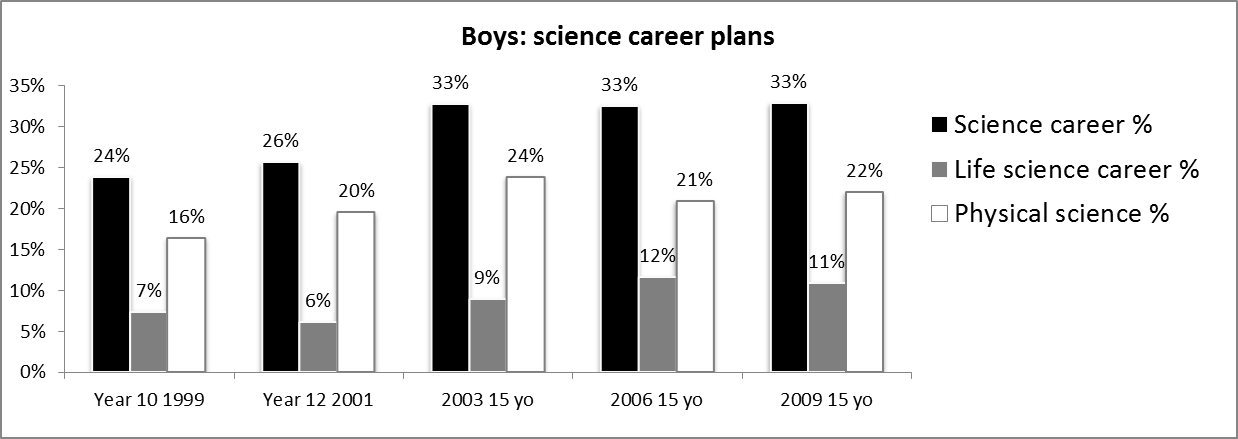 Boys: science career plans
35%
30%
25%
20%
15%
10%
5%
0%
24%
7%
16%
26%
6%
20%
33%
9%
24%
33%
12%
21%
33%
11%
22%
Year 10 1999
Year 12 2001
2003 15 yo
2006 15 yo
2009 15 yo
Science career %
Life science career %
Physical science %